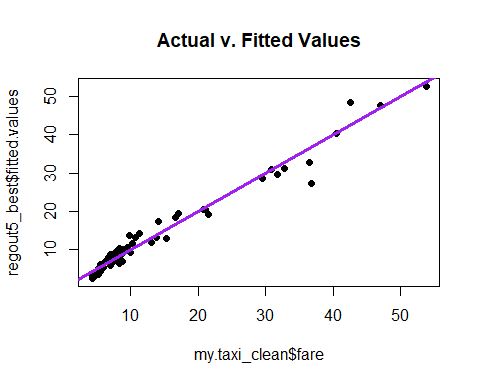 Actual v. Fitted Values
regout5_best$fitted.values
10 20 30 40 50
10 20 30 40 50
my.taxi_clean$fare